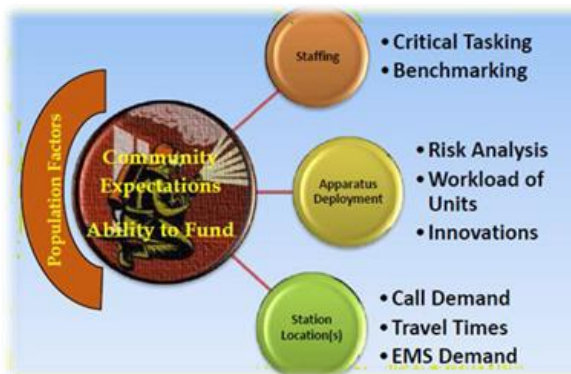 Population Factors
Community
Expectations
Ability to Fund
Staffing
• Critical Tasking
• Benchmarking
Apparatus
Deployment
• Risk Analysis
• Workload of
Units
• Innovations
Station
Location(s)
• Call Demand
• Travel Times
• EMS Demand